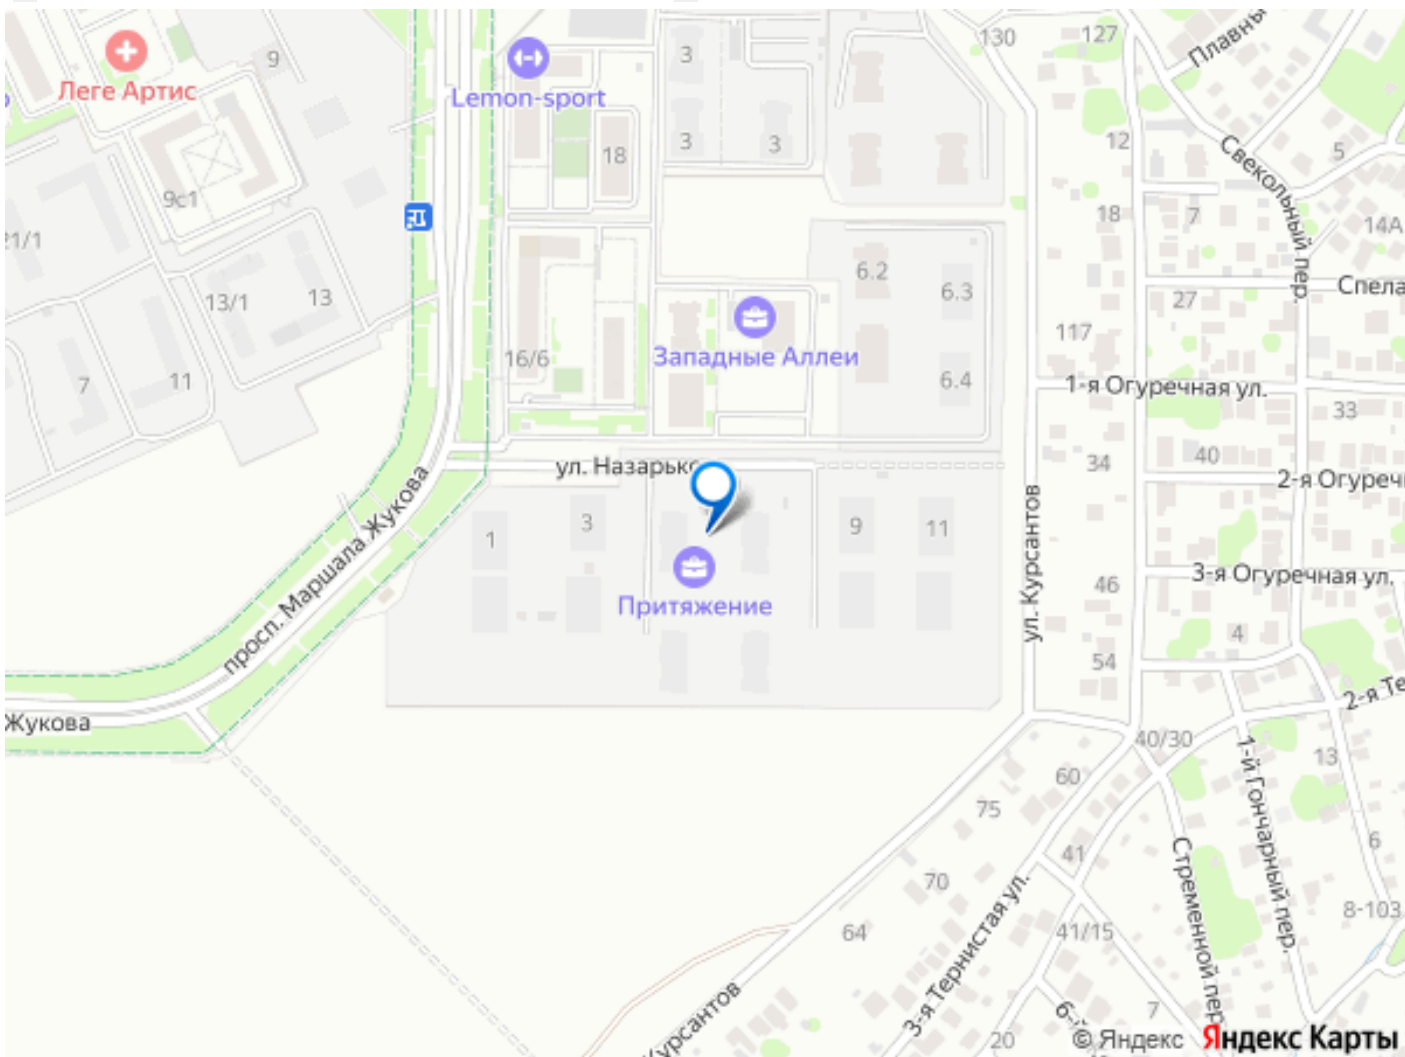 130
127
Плавны
3
9
Леге Артис
Lemon-sport
12
5
3
3
18
Свекольный пер.
9с1
18
7
14А
21/1
6.2
6.3
Спела
13/1
13
27
117
Западные Аллеи
16/6
7
11
6.4
1-я Огуречная ул.
33
ул. Назарько
34
40
2-я Огуреч
просп. Маршала Жукова
1
3
9
11
ул. Курсантов
3-я Огуречная ул.
46
Притяжение
4
54
2-я Те
Жукова
40/30
1-й Гончарный пер.
13
60
75
6
41
Стременной пер.
70
8-103
64
41/15
3-я Тернистая ул.
Курсантов
7
20
© Яндекс Яндекс Карты